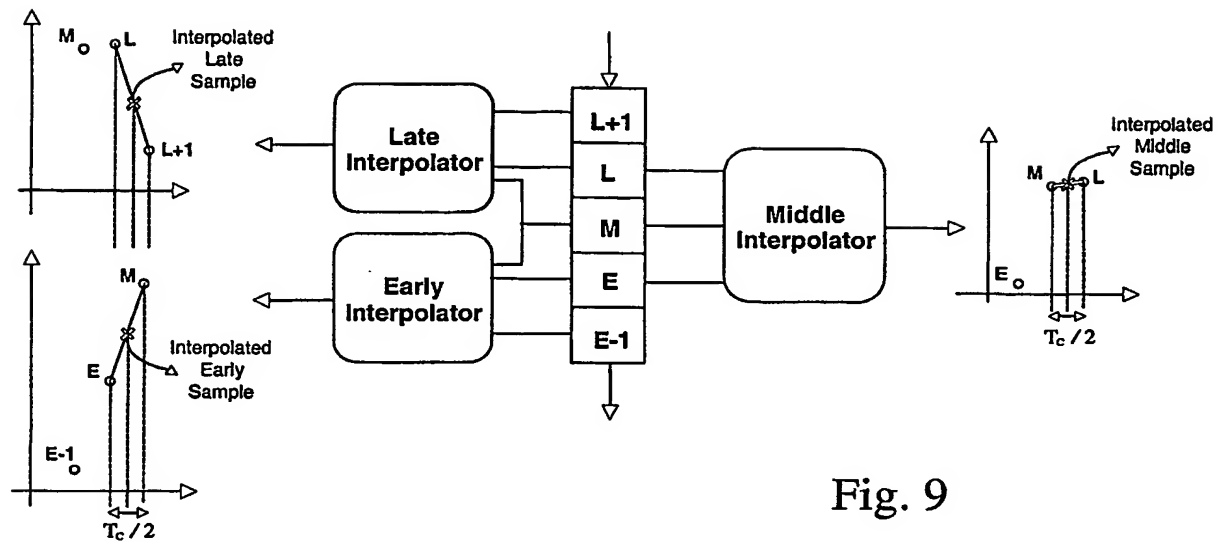 M
L
Interpolated
Late
Sample
L+1
Late
Interpolator
L+1
L
M
E
E-1
Early
Interpolator
Middle
Interpolator
Interpolated
Middle
Sample
M
L
E
Tc/2
M
E
Interpolated
Early
Sample
E-1
Tc/2
Fig. 9